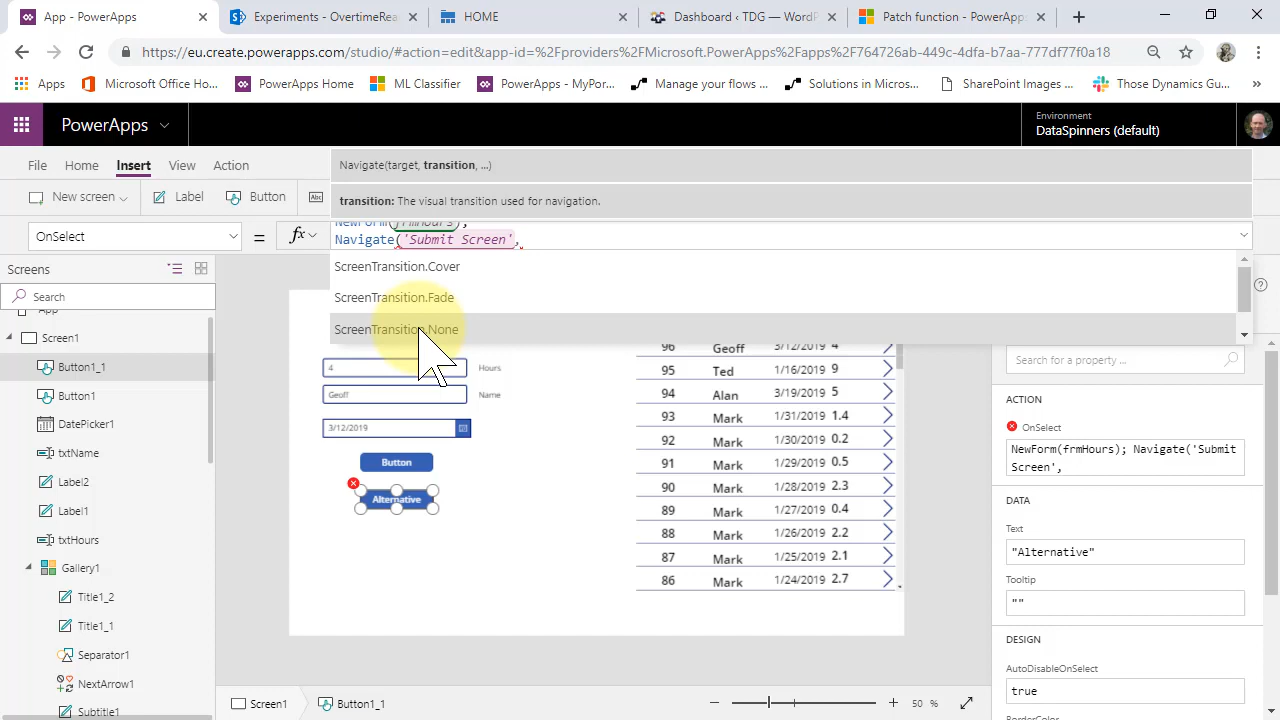 App - PowerApps
Experiments - OvertimeRea
HOME
Dashboard ‹ TDG — WordP
Patch function - PowerApps
https://eu.create.powerapps.com/studio/#action=edit&app-id=%2Fproviders%2FMicrosoft.PowerApps%2Fapps%2F764726ab-449c-4dfa-b7aa-777df77f0a18
Apps
Microsoft Office Ho...
PowerApps Home
ML Classifier
PowerApps - MyPor...
Manage your flows ...
Solutions in Micros...
SharePoint Images ...
Those Dynamics Gu...
»
PowerApps
Environment
DataSpinners (default)
File
Home
Insert
View
Action
Navigate(target, transition, ...)
New screen
Label
Button
Abc
transition: The visual transition used for navigation.
OnSelect
=
fx
NewForm(frmHours);
Navigate('Submit Screen',
Screens
ScreenTransition.Cover
Search
ScreenTransition.Fade
App
ScreenTransition.None
Screen1
Button1_1
Button1
DatePicker1
txtName
Label2
Label1
txtHours
Gallery1
Title1_2
Title1_1
Separator1
NextArrow1
Subtitle1
4
Hours
Geoff
Name
3/12/2019
Button
Alternative
96 Geoff 3/12/2019 4
95 Ted 1/16/2019 9
94 Alan 3/19/2019 5
93 Mark 1/31/2019 1.4
92 Mark 1/30/2019 0.2
91 Mark 1/29/2019 0.5
90 Mark 1/28/2019 2.3
89 Mark 1/27/2019 0.4
88 Mark 1/26/2019 2.2
87 Mark 1/25/2019 2.1
86 Mark 1/24/2019 2.7
Search for a property ...
ACTION
OnSelect
NewForm(frmHours); Navigate('Submit
Screen',
DATA
Text
"Alternative"
Tooltip
""
DESIGN
AutoDisableOnSelect
true
BorderColor
Screen1
Button1_1
50 %